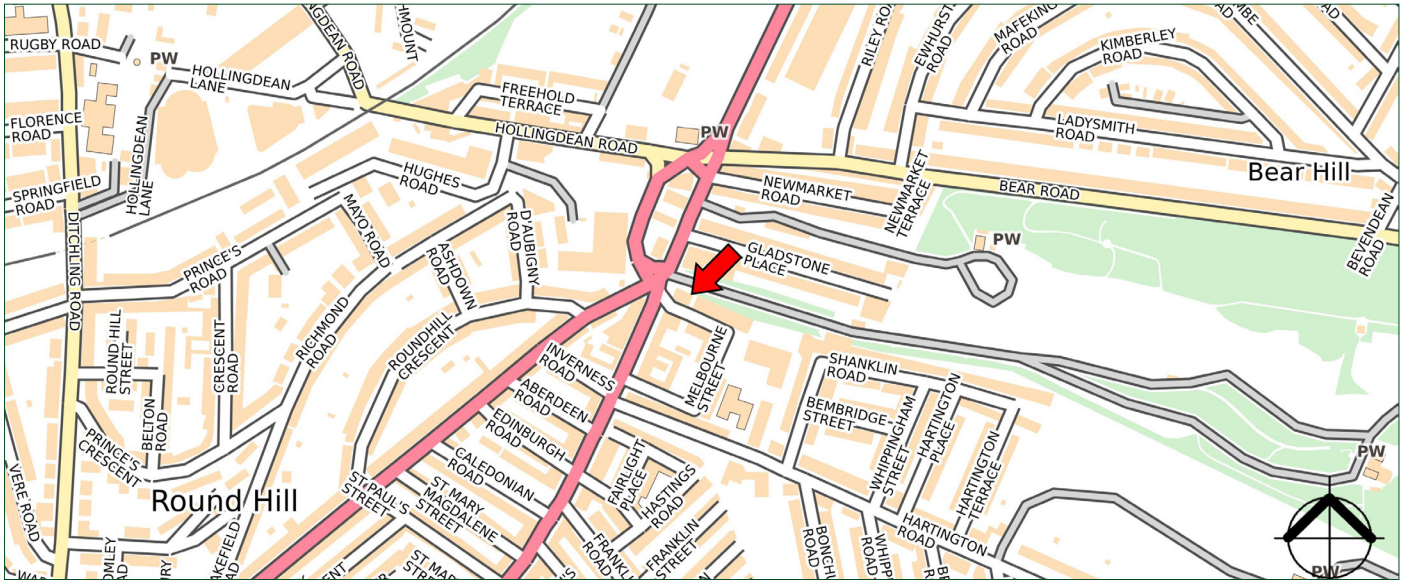 RUGBY ROAD
PW
HOLLINGDEAN
LANE
FLORENCE
ROAD
HOLLINGDEAN
LANE
SPRINGFIELD
ROAD
DITCHLING ROAD
HOLLINGDEAN ROAD
FREEHOLD
TERRACE
PW
RILEY
EWHURST
ROAD
MAFEKING
ROAD
KIMBERLEY
ROAD
LADYSMITH
ROAD
Bear Hill
BEAR ROAD
NEWMARKET
ROAD
NEWMARKET
TERRACE
BEVENDEAN
ROAD
PW
GLADSTONE
PLACE
HUGHES
ROAD
MAYO ROAD
PRINCE'S
ROAD
D'AUBIGNY
ROAD
ASHDOWN
ROAD
RICHMOND
ROAD
ROUNDHILL
CRESCENT
ROUND HILL
STREET
CRESCENT
ROAD
BELTON
ROAD
PRINCE'S
CRESCENT
VERE ROAD
Round Hill
INVERNESS
ROAD
ABERDEEN
ROAD
EDINBURGH
ROAD
CALEDONIAN
ROAD
ST MARY
MAGDALENE
STREET
ST PAUL'S
STREET
MELBOURNE
STREET
SHANKLIN
ROAD
BEMBRIDGE
STREET
WHIPPINGHAM
STREET
HARTINGTON
PLACE
HARTINGTON
TERRACE
HARTINGTON
ROAD
FAIRLIGHT
PLACE
HASTINGS
ROAD
FRANKLIN
STREET
ROAD
PW
PW